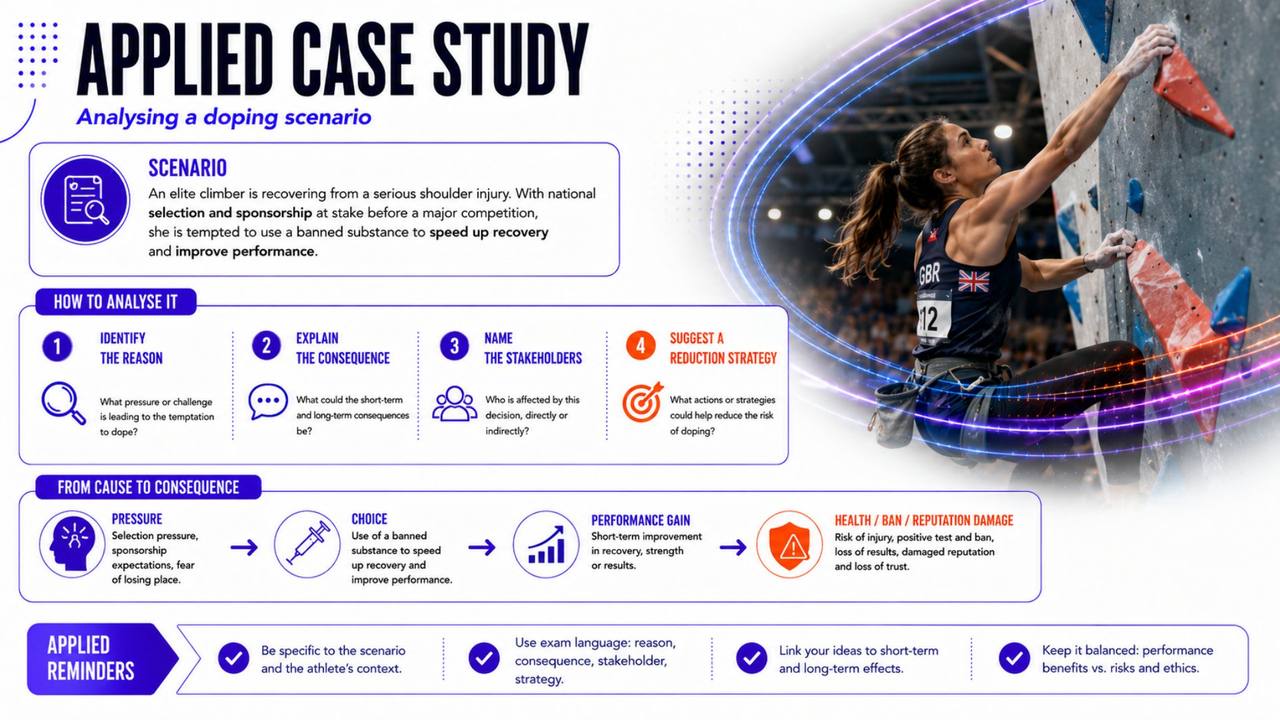 APPLIED CASE STUDY
Analysing a doping scenario
SCENARIO
An elite climber is recovering from a serious shoulder injury. With national
selection and sponsorship at stake before a major competition,
she is tempted to use a banned substance to speed up recovery
and improve performance.
HOW TO ANALYSE IT
1
IDENTIFY
THE REASON
What pressure or challenge
is leading to the temptation
to dope?
2
EXPLAIN
THE CONSEQUENCE
What could the short-term
and long-term consequences
be?
3
NAME
THE STAKEHOLDERS
Who is affected by this
decision, directly or
indirectly?
4
SUGGEST A
REDUCTION STRATEGY
What actions or strategies
could help reduce the risk
of doping?
FROM CAUSE TO CONSEQUENCE
PRESSURE
Selection pressure,
sponsorship
expectations, fear
of losing place.
CHOICE
Use of a banned
substance to speed
up recovery and
improve performance.
PERFORMANCE GAIN
Short-term improvement
in recovery, strength
or results.
HEALTH / BAN / REPUTATION DAMAGE
Risk of injury, positive test and ban,
loss of results, damaged reputation
and loss of trust.
APPLIED
REMINDERS
Be specific to the scenario
and the athlete's context.
Use exam language: reason,
consequence, stakeholder,
strategy.
Link your ideas to short-term
and long-term effects.
Keep it balanced: performance
benefits vs. risks and ethics.
GBR
12